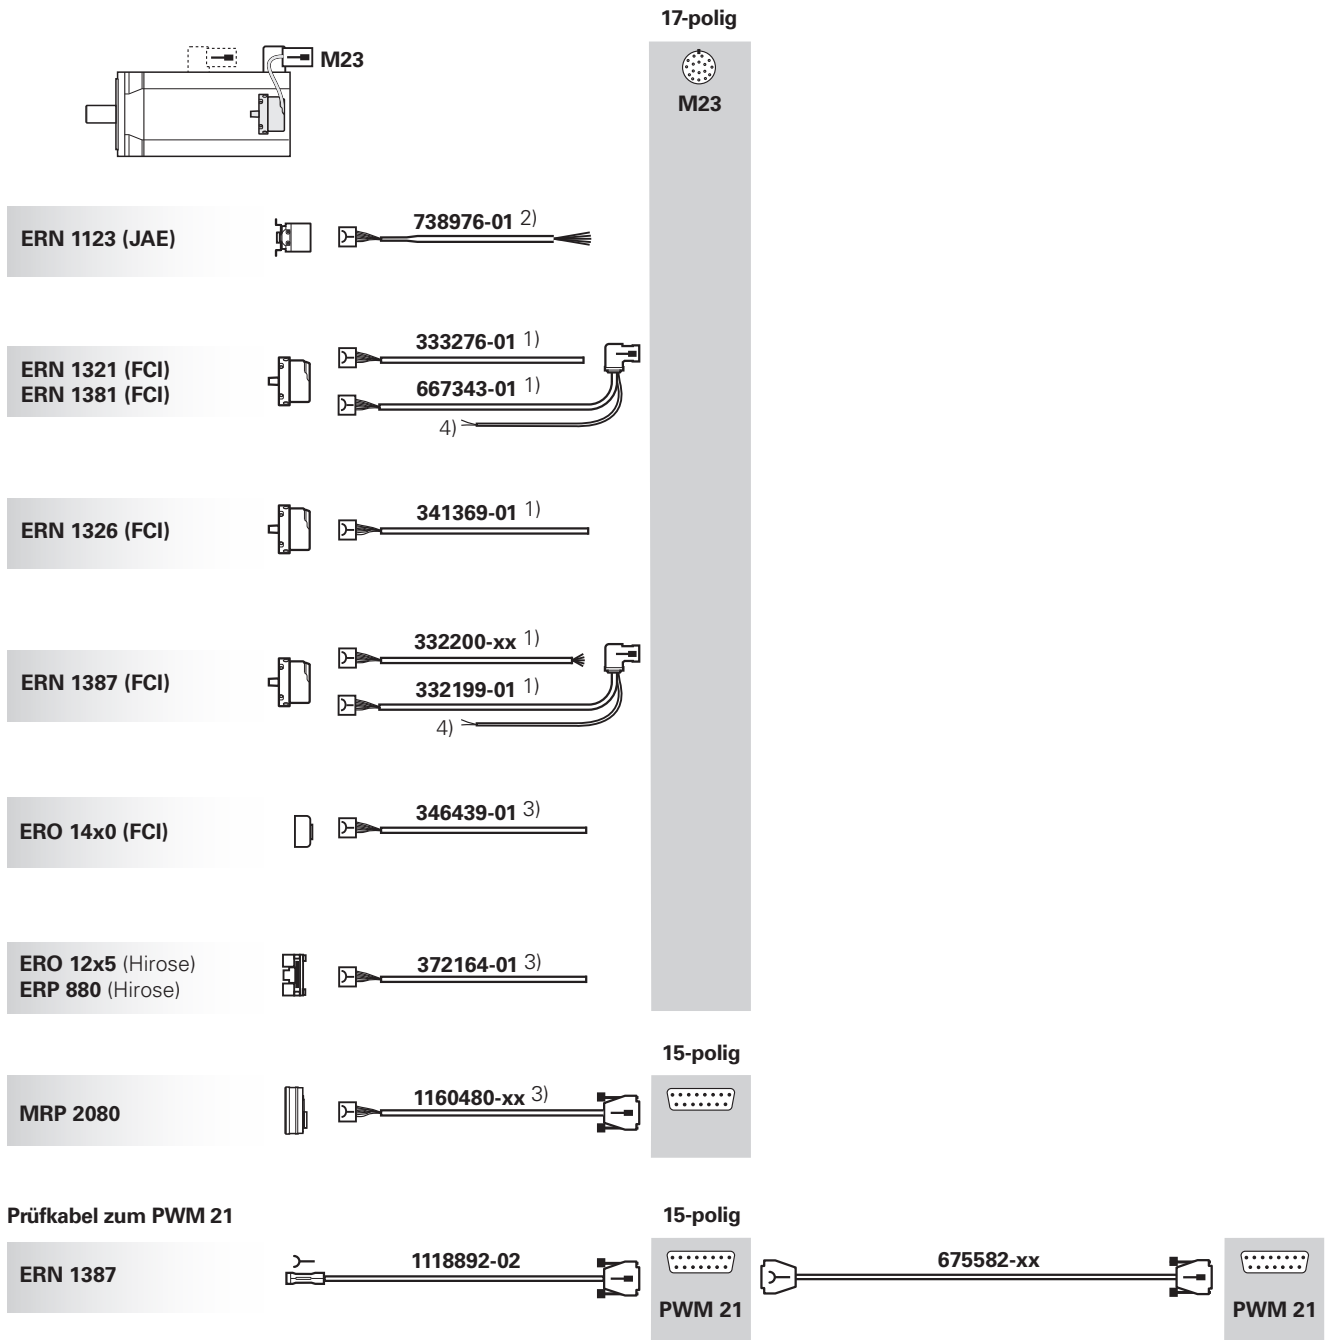 17-polig
M23
M23
ERN 1123 (JAE)
738976-01 2)
ERN 1321 (FCI)
ERN 1381 (FCI)
333276-01 1)
667343-01 1)
4)
ERN 1326 (FCI)
341369-01 1)
ERN 1387 (FCI)
332200-xx 1)
332199-01 1)
4)
ERO 14x0 (FCI)
346439-01 3)
ERO 12x5 (Hirose)
ERP 880 (Hirose)
372164-01 3)
15-polig
MRP 2080
1160480-xx 3)
Prüfkabel zum PWM 21
15-polig
ERN 1387
1118892-02
PWM 21
675582-xx
PWM 21